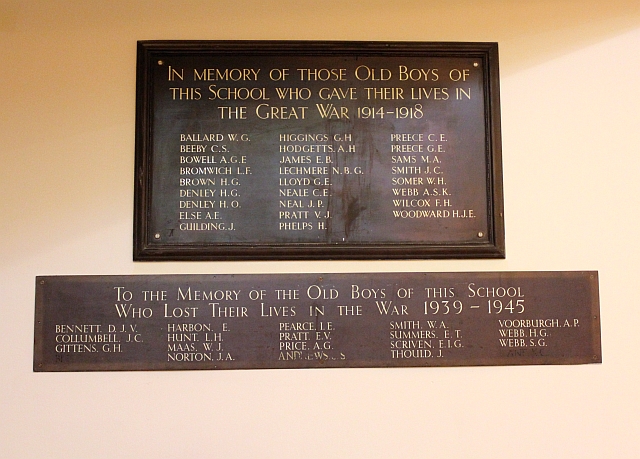 IN MEMORY OF THOSE OLD BOYS OF
THIS SCHOOL WHO GAVE THEIR LIVES IN
THE GREAT WAR 1914-1918
BALLARD W.G.
BEEBY C.S.
BOWELL A.G.E
BROMWICH L.F.
BROWN H.G.
DENLEY H.G.
DENLEY H.O.
ELSE A.E.
GUILDING.J.
HIGGINGS G.H
HODGETTS.A.H
JAMES E.B.
LECHMERE N.B.G.
LLOYD G.E.
NEALE C.E.
NEAL J.P.
PRATT V.J.
PHELPS H.
PREECE C.E.
PREECE G.E.
SAMS M.A.
SMITH J.C.
SOMER W.H.
WEBB A.S.K.
WILCOX F.H.
WOODWARD H.J.E.
TO THE MEMORY OF THE OLD BOYS OF THIS SCHOOL
WHO LOST THEIR LIVES IN THE WAR 1939 - 1945
BENNETT. D.J.V.
COLLUMBELL. J.C.
GITTENS. G.H.
HARBON. E.
HUNT. L.H.
MAAS. W.J.
NORTON. J.A.
PEARCE. I.E.
PRATT. E.V.
PRICE. A.G.
SMITH. W.A.
SUMMERS. E.T.
SCRIVEN. E.I.G.
THOULD. J.
VOORBURGH. A.P.
WEBB. H.G.
WEBB. S.G.